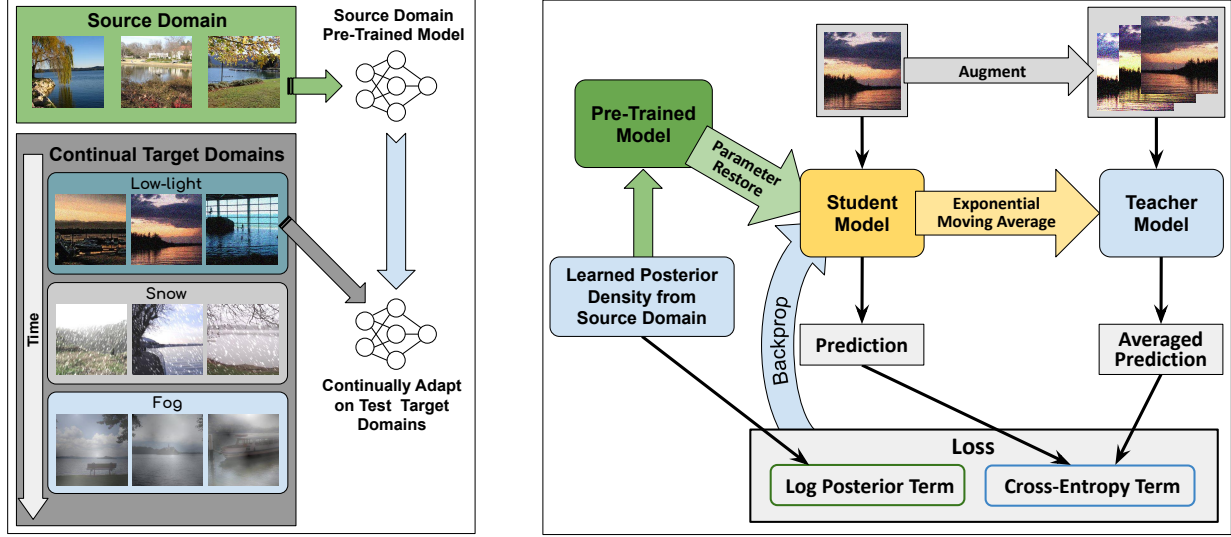 Source Domain
Source Domain
Pre-Trained Model
Continual Target Domains
Low-light
Snow
Fog
Time
Continually Adapt
on Test Target
Domains
Augment
Pre-Trained
Model
Parameter
Restore
Student
Model
Exponential
Moving Average
Teacher
Model
Learned Posterior
Density from
Source Domain
Backprop
Prediction
Averaged
Prediction
Loss
Log Posterior Term
Cross-Entropy Term